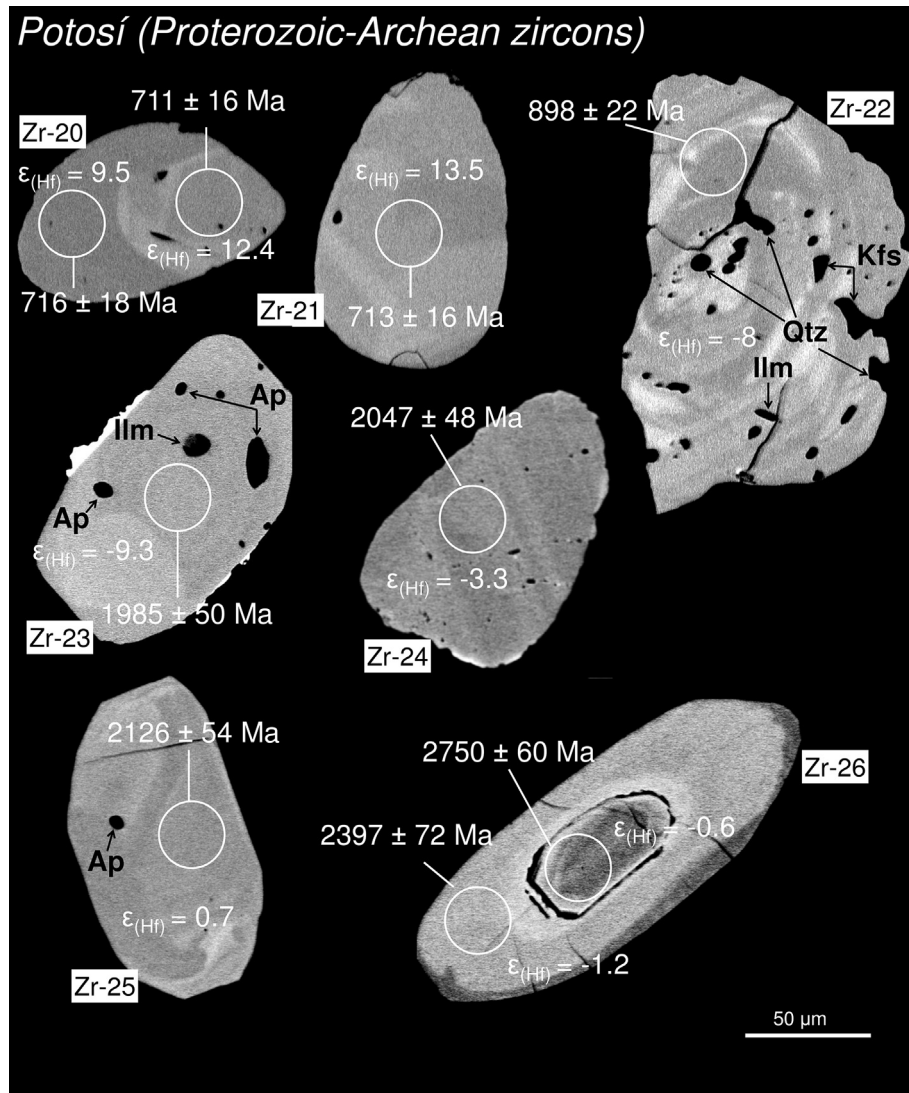 Potosí (Proterozoic-Archean zircons)
Zr-20
711 ± 16 Ma
ε(Hf) = 9.5
ε(Hf) = 12.4
716 ± 18 Ma
ε(Hf) = 13.5
Zr-21
713 ± 16 Ma
898 ± 22 Ma
Zr-22
Kfs
Qtz
ε(Hf) = -8
Ilm
Ap
Ilm
Ap
ε(Hf) = -9.3
1985 ± 50 Ma
Zr-23
2047 ± 48 Ma
ε(Hf) = -3.3
Zr-24
2126 ± 54 Ma
Ap
ε(Hf) = 0.7
Zr-25
2750 ± 60 Ma
Zr-26
2397 ± 72 Ma
ε(Hf) = -0.6
ε(Hf) = -1.2
50 µm